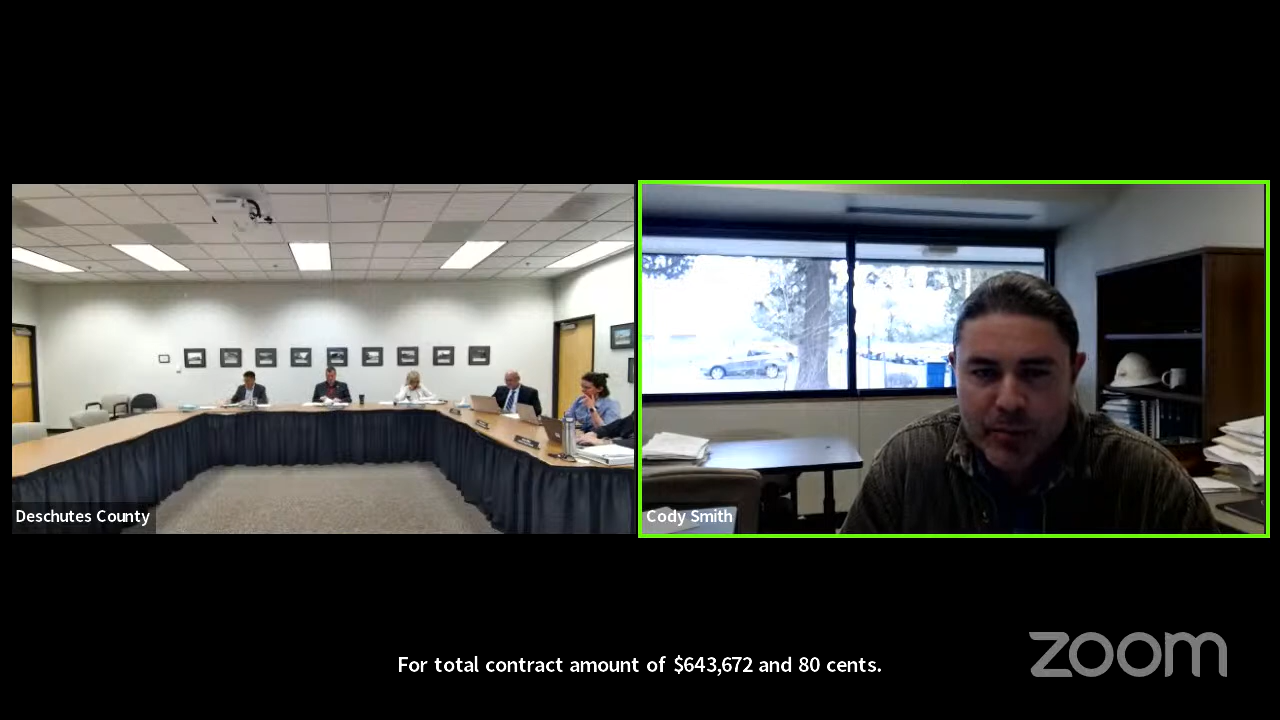 Deschutes County
Cody Smith
For total contract amount of $643,672 and 80 cents.
zoom